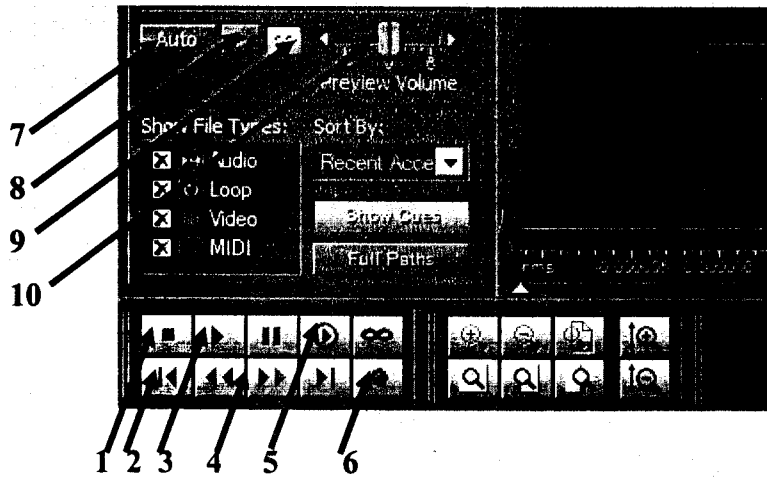 Auto
Preview Volume
7
Show File Types: Sort By:
8 Audio Recent Acce
Loop
9 Video Show Cues
10 MIDI Full Paths
1 2 3 4 5 6